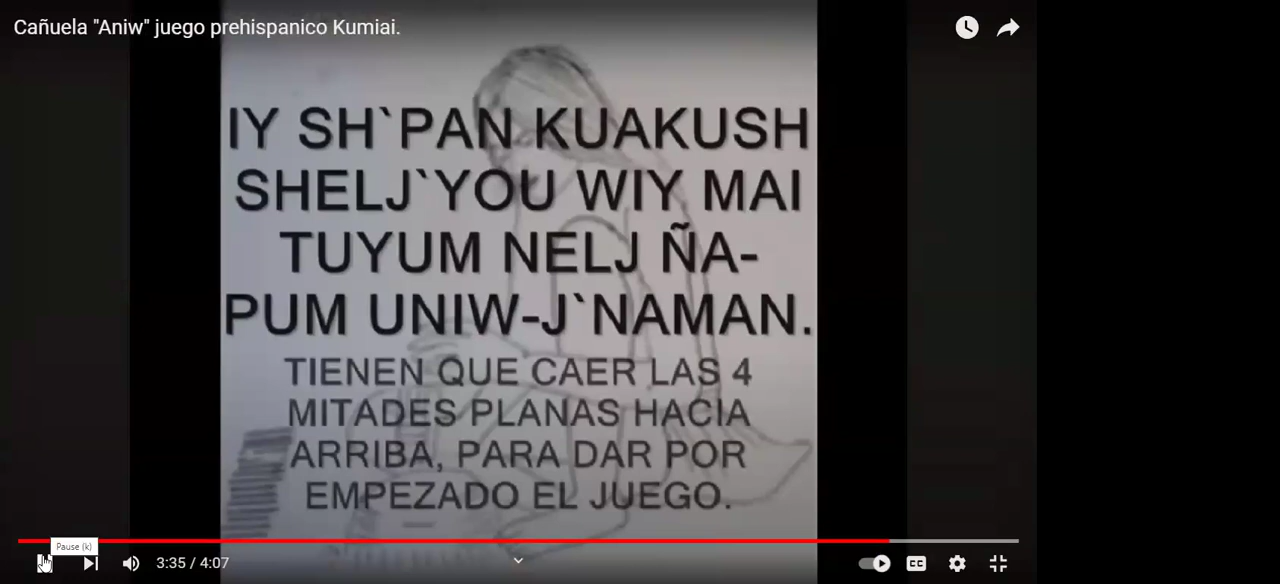 Cañuela "Aniw" juego prehispanico Kumiai.
IY SH`PAN KUAKUSH
SHELJ`YOU WIY MAI
TUYUM NELJ ÑA-
PUM UNIW-J`NAMAN.
TIENEN QUE CAER LAS 4
MITADES PLANAS HACIA
ARRIBA, PARA DAR POR
EMPEZADO EL JUEGO.
Pause (k)
3:35 / 4:07
CC